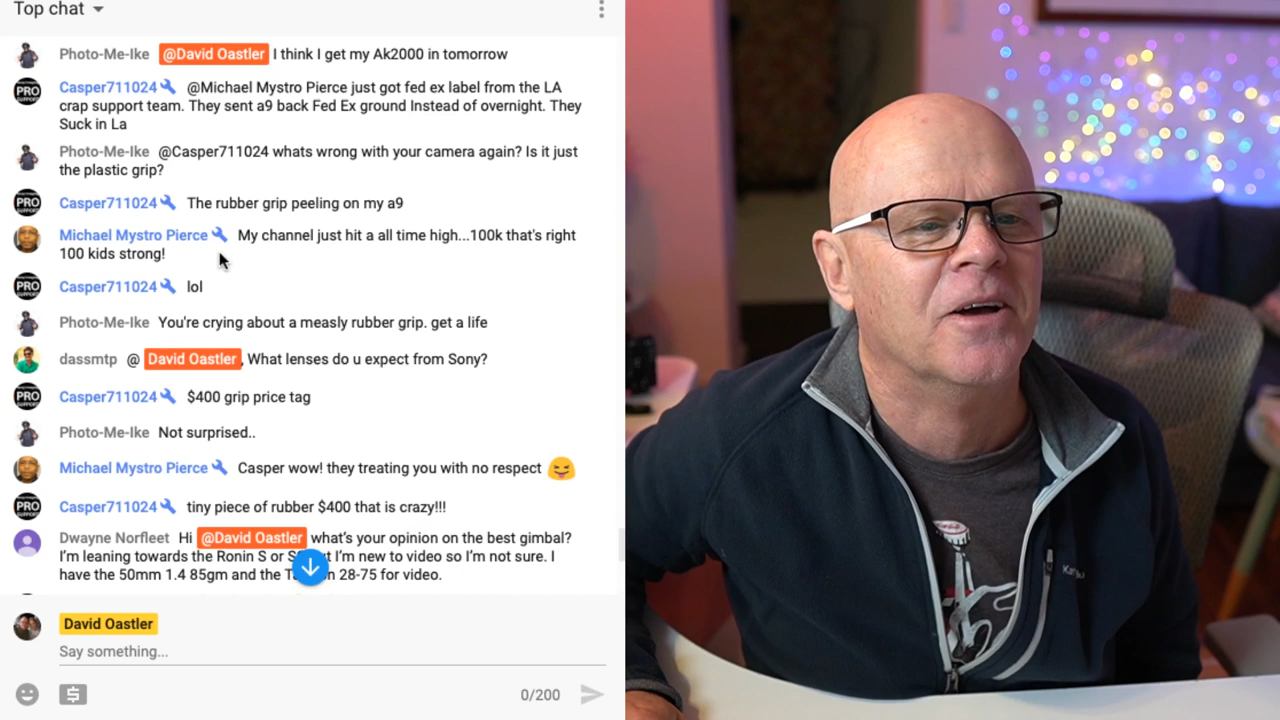 Top chat
Photo-Me-Ike @David Oastler I think I get my Ak2000 in tomorrow
Casper711024 @Michael Mystro Pierce just got fed ex label from the LA
crap support team. They sent a9 back Fed Ex ground Instead of overnight. They
Suck in La
Photo-Me-Ike @Casper711024 whats wrong with your camera again? Is it just
the plastic grip?
Casper711024 The rubber grip peeling on my a9
Michael Mystro Pierce My channel just hit a all time high...100k that's right
100 kids strong!
Casper711024 lol
Photo-Me-Ike You're crying about a measly rubber grip. get a life
dassmtp @ David Oastler, What lenses do u expect from Sony?
Casper711024 $400 grip price tag
Photo-Me-Ike Not surprised..
Michael Mystro Pierce Casper wow! they treating you with no respect
Casper711024 tiny piece of rubber $400 that is crazy!!!
Dwayne Norfleet Hi @David Oastler what's your opinion on the best gimbal?
I'm leaning towards the Ronin S or but I'm new to video so I'm not sure. I
have the 50mm 1.4 85gm and the 28-75 for video.
David Oastler
Say something...
0/200
PRO
PRO
PRO
PRO
PRO